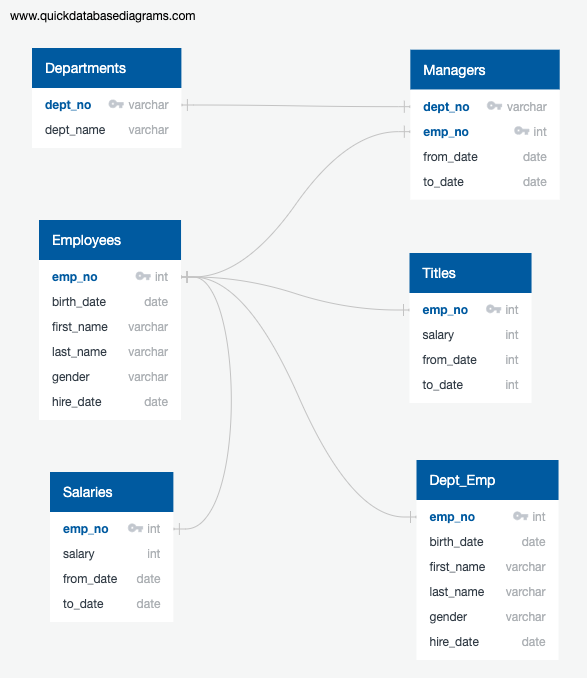 www.quickdatabasediagrams.com
Departments
dept_no varchar
dept_name varchar
Managers
dept_no varchar
emp_no int
from_date date
to_date date
Employees
emp_no int
birth_date date
first_name varchar
last_name varchar
gender varchar
hire_date date
Titles
emp_no int
salary int
from_date int
to_date int
Salaries
emp_no int
salary int
from_date date
to_date date
Dept_Emp
emp_no int
birth_date date
first_name varchar
last_name varchar
gender varchar
hire_date date